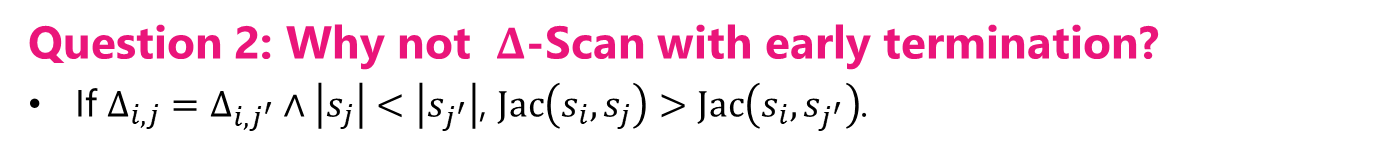 Question 2: Why not Δ-Scan with early termination?
• If Δ_{i,j} = Δ_{i,j′} ∧ |s_j| < |s_{j′}|, Jac(s_i, s_j) > Jac(s_i, s_{j′}).